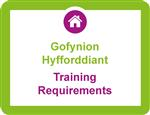 Gofynion
Hyfforddiant
Training
Requirements